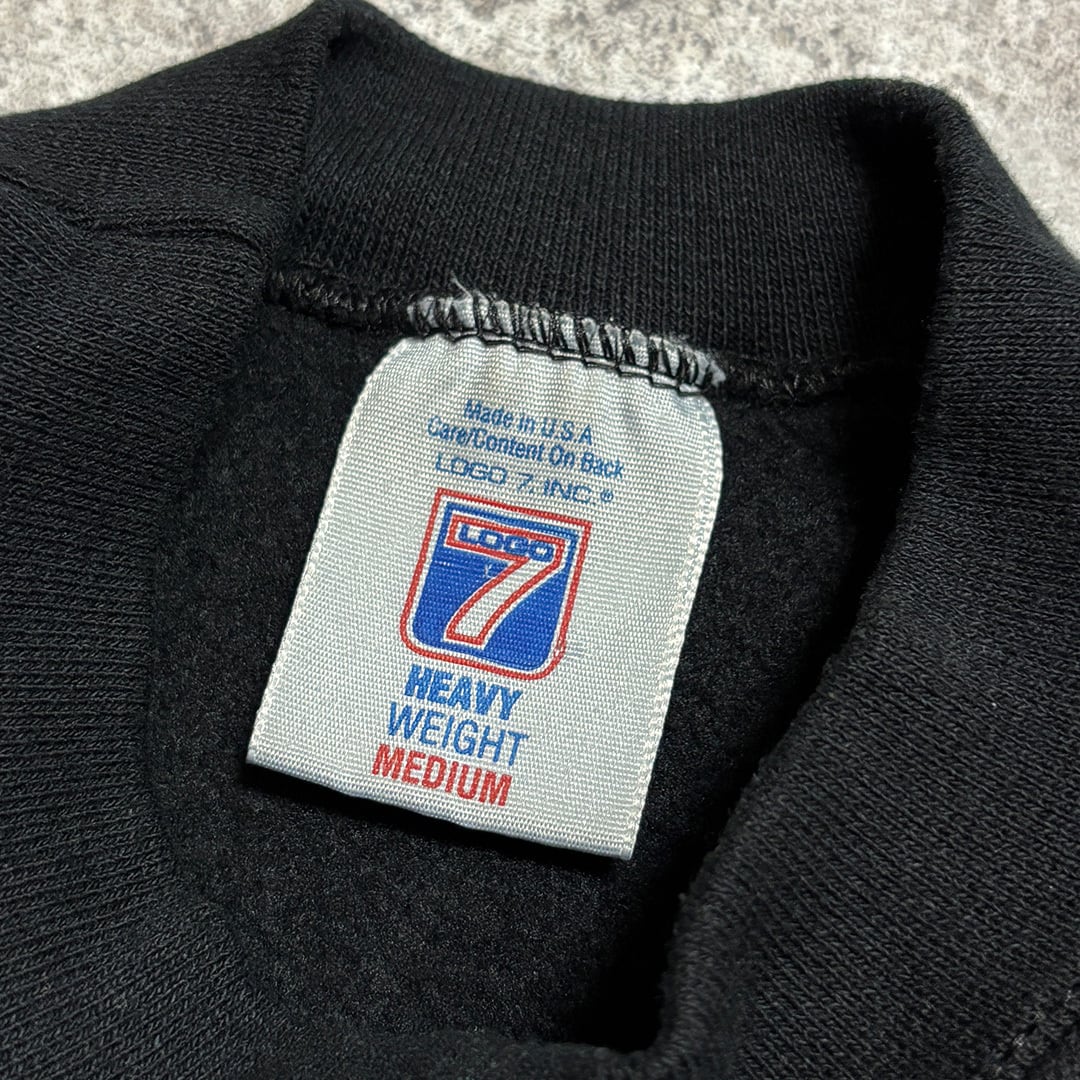 Made in U.S.A
Care/Content On Back
LOGO 7, INC.®
LOGO
7
HEAVY
WEIGHT
MEDIUM